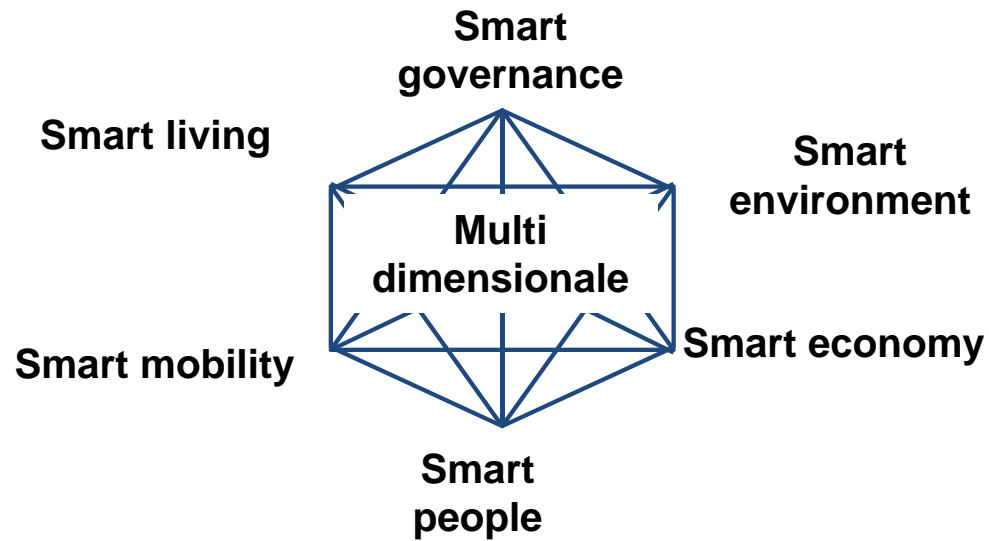 Smart
governance
Smart living
Smart
environment
Multi
dimensionale
Smart mobility
Smart economy
Smart
people